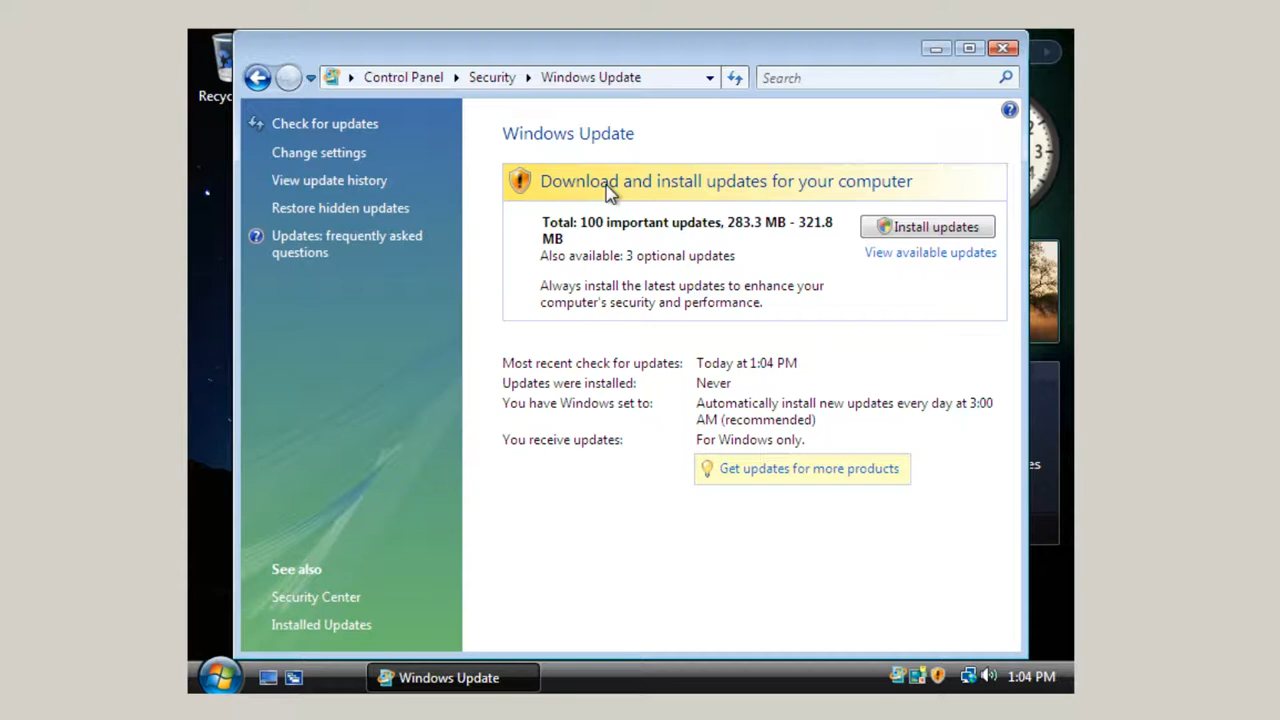 Recyc
Control Panel
Security
Windows Update
Search
Check for updates
Change settings
View update history
Restore hidden updates
Updates: frequently asked
questions
See also
Security Center
Installed Updates
Windows Update
Download and install updates for your computer
Total: 100 important updates, 283.3 MB - 321.8
MB
Also available: 3 optional updates
Install updates
View available updates
Always install the latest updates to enhance your
computer's security and performance.
Most recent check for updates: Today at 1:04 PM
Updates were installed: Never
You have Windows set to: Automatically install new updates every day at 3:00
AM (recommended)
You receive updates: For Windows only.
Get updates for more products
12
2
3
4
es
Windows Update
1:04 PM